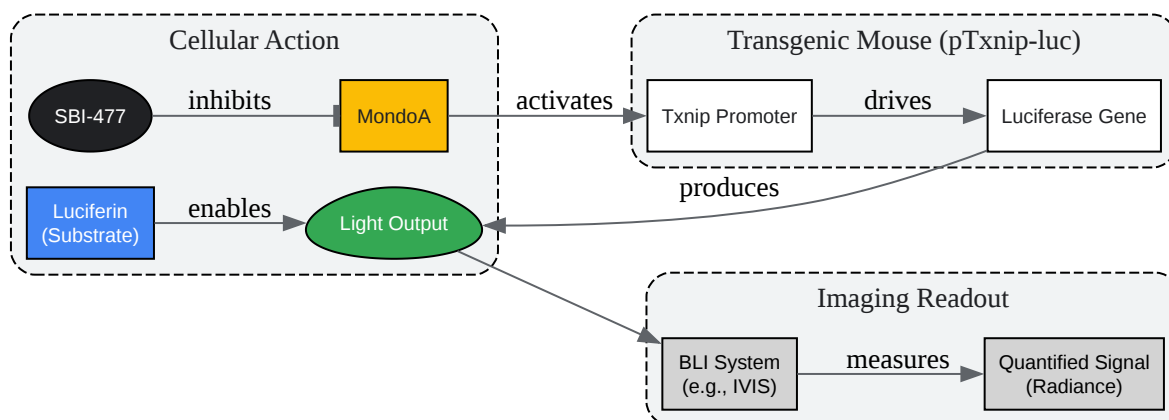 Cellular Action
Transgenic Mouse (pTxnip-luc)
SBI-477
inhibits
MondoA
activates
Txnip Promoter
drives
Luciferase Gene
Luciferin
(Substrate)
enables
Light Output
produces
Imaging Readout
BLI System
(e.g., IVIS)
measures
Quantified Signal
(Radiance)